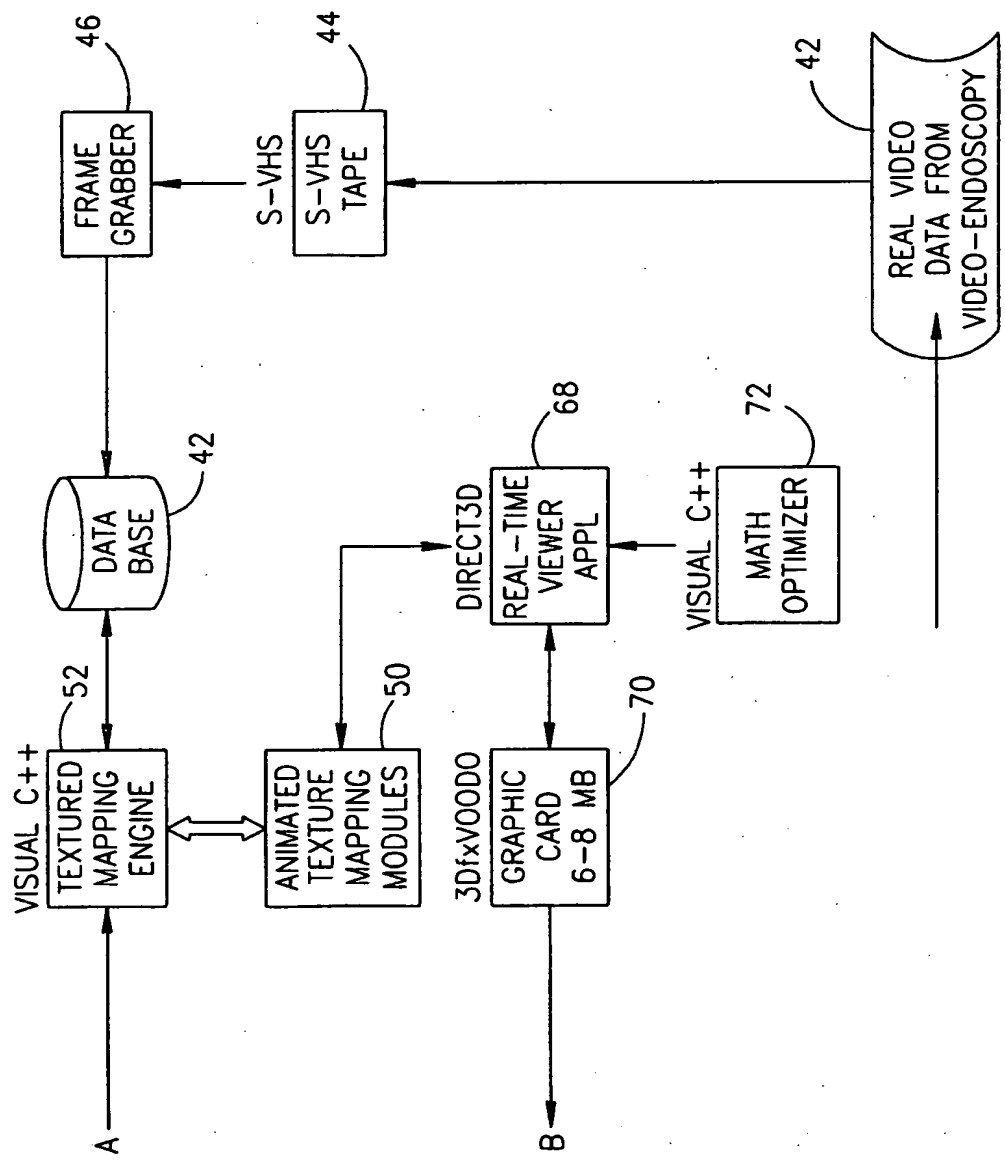 A
VISUAL C++
TEXTURED
MAPPING
ENGINE
52
DATA
BASE
42
FRAME
GRABBER
46
S-VHS
S-VHS
TAPE
44
ANIMATED
TEXTURE
MAPPING
MODULES
50
B
3DfxVOODO
GRAPHIC
CARD
6-8 MB
70
DIRECT3D
REAL-TIME
VIEWER
APPL
68
VISUAL C++
MATH
OPTIMIZER
72
REAL VIDEO
DATA FROM
VIDEO-ENDOSCOPY
42